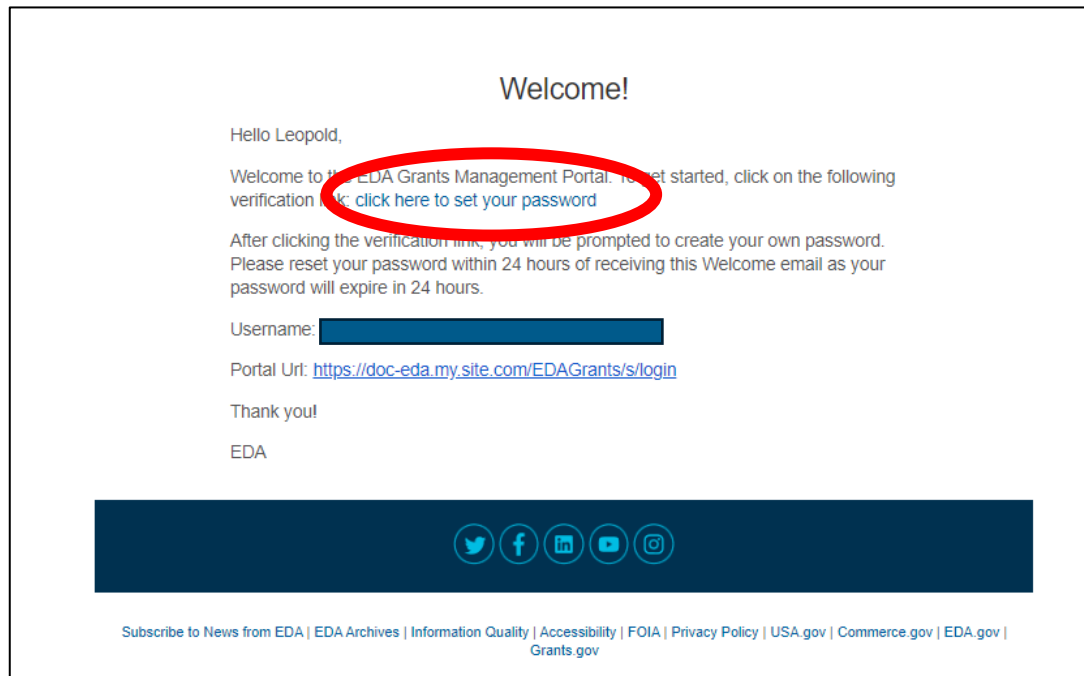 Welcome!
Hello Leopold,
Welcome to the EDA Grants Management Portal. To get started, click on the following
verification link: click here to set your password
After clicking the verification link, you will be prompted to create your own password.
Please reset your password within 24 hours of receiving this Welcome email as your
password will expire in 24 hours.
Username:
Portal Url: https://doc-eda.my.site.com/EDAGrants/s/login
Thank you!
EDA
Subscribe to News from EDA | EDA Archives | Information Quality | Accessibility | FOIA | Privacy Policy | USA.gov | Commerce.gov | EDA.gov |
Grants.gov